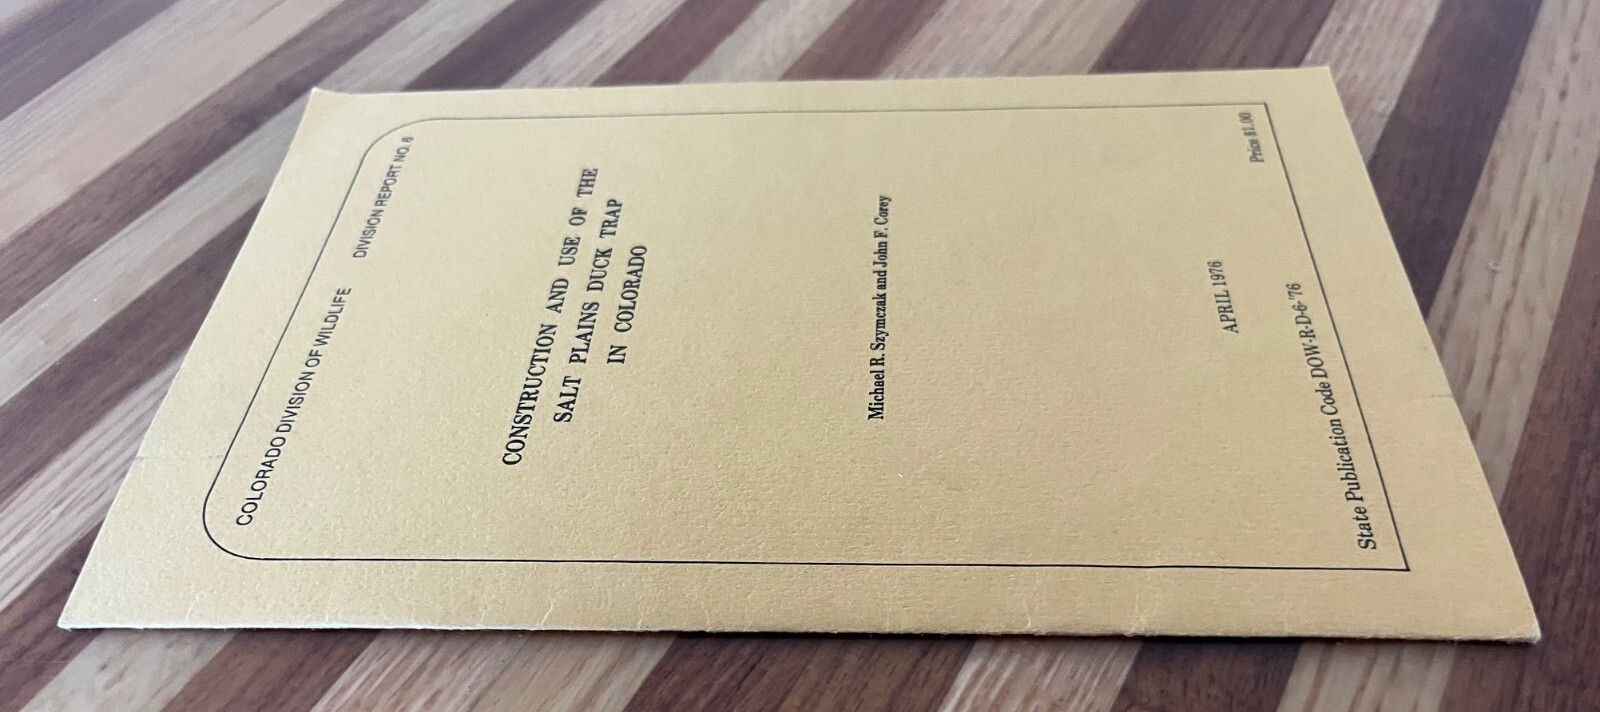 COLORADO DIVISION OF WILDLIFE DIVISION REPORT NO. 6
CONSTRUCTION AND USE OF THE
SALT PLAINS DUCK TRAP
IN COLORADO
Michael R. Szymczak and John F. Corey
APRIL 1976
State Publication Code DOW-R-D-6-'76 Price $1.00